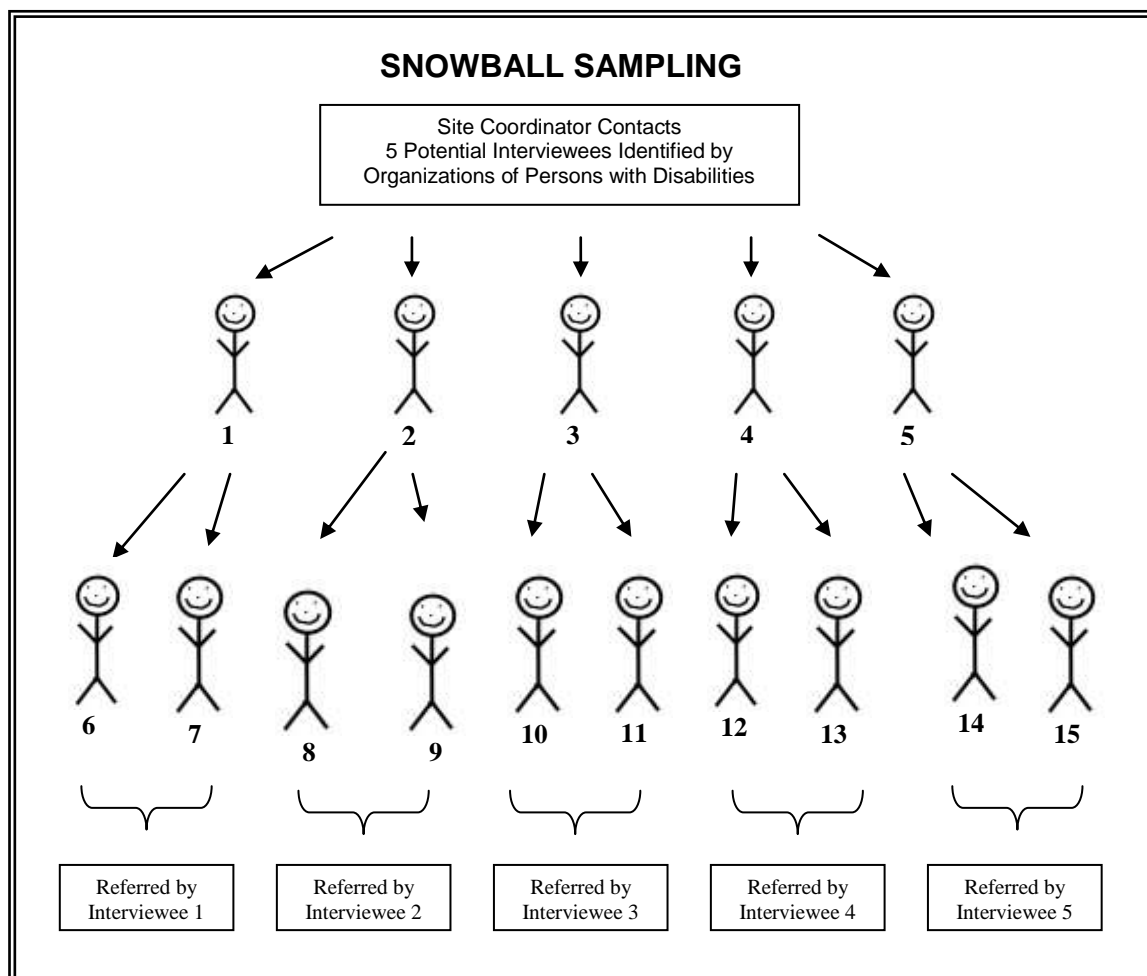 SNOWBALL SAMPLING
Site Coordinator Contacts
5 Potential Interviewees Identified by
Organizations of Persons with Disabilities
1
2
3
4
5
6
7
8
9
10
11
12
13
14
15
Referred by
Interviewee 1
Referred by
Interviewee 2
Referred by
Interviewee 3
Referred by
Interviewee 4
Referred by
Interviewee 5